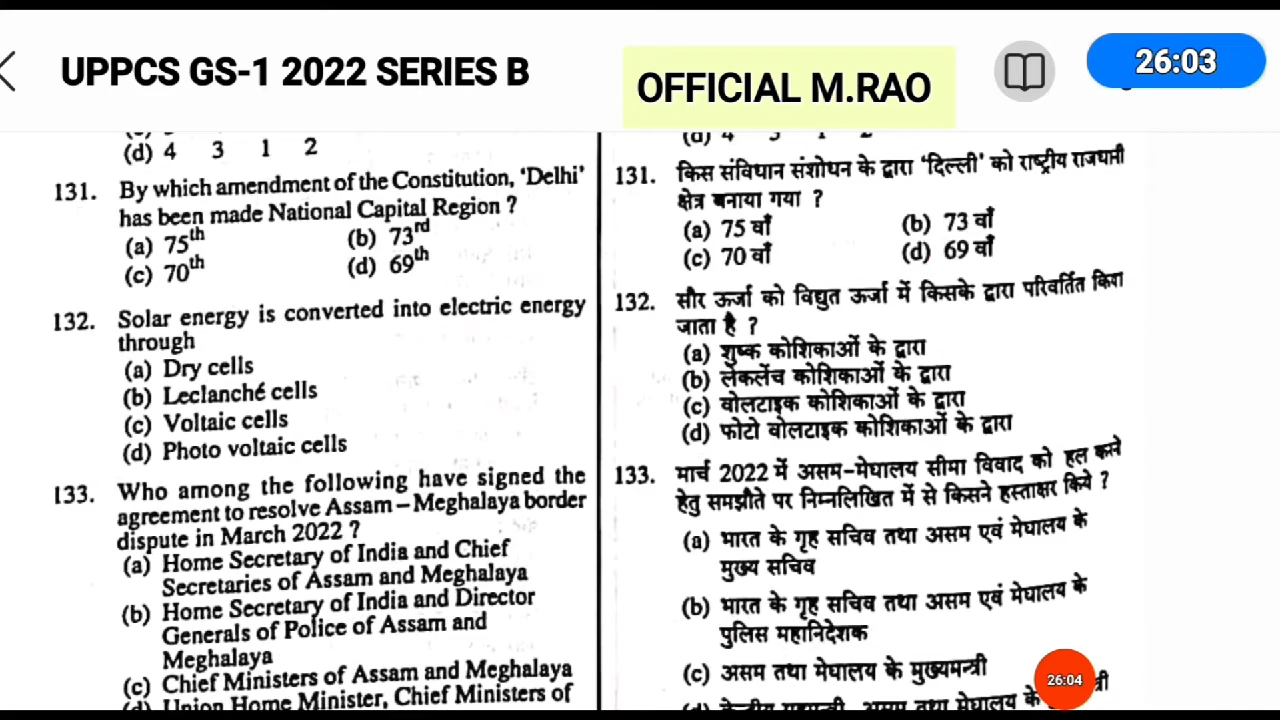 UPPCS GS-1 2022 SERIES B
OFFICIAL M.RAO
26:03
(d) 4 3 1 2
131. By which amendment of the Constitution, ‘Delhi’
has been made National Capital Region ?
(a) 75th (b) 73rd
(c) 70th (d) 69th
132. Solar energy is converted into electric energy
through
(a) Dry cells
(b) Leclanché cells
(c) Voltaic cells
(d) Photo voltaic cells
133. Who among the following have signed the
agreement to resolve Assam – Meghalaya border
dispute in March 2022 ?
(a) Home Secretary of India and Chief
Secretaries of Assam and Meghalaya
(b) Home Secretary of India and Director
Generals of Police of Assam and
Meghalaya
(c) Chief Ministers of Assam and Meghalaya
(d) Union Home Minister, Chief Ministers of
131. किस संविधान संशोधन के द्वारा ‘दिल्ली’ को राष्ट्रीय राजधानी
क्षेत्र बनाया गया ?
(a) 75 वाँ (b) 73 वाँ
(c) 70 वाँ (d) 69 वाँ
132. सौर ऊर्जा को विद्युत ऊर्जा में किसके द्वारा परिवर्तित किया
जाता है ?
(a) शुष्क कोशिकाओं के द्वारा
(b) लेकलेंच कोशिकाओं के द्वारा
(c) वोलटाइक कोशिकाओं के द्वारा
(d) फोटो वोलटाइक कोशिकाओं के द्वारा
133. मार्च 2022 में असम-मेघालय सीमा विवाद को हल करने
हेतु समझौते पर निम्नलिखित में से किसने हस्ताक्षर किये ?
(a) भारत के गृह सचिव तथा असम एवं मेघालय के
मुख्य सचिव
(b) भारत के गृह सचिव तथा असम एवं मेघालय के
पुलिस महानिदेशक
(c) असम तथा मेघालय के मुख्यमन्त्री
26:04